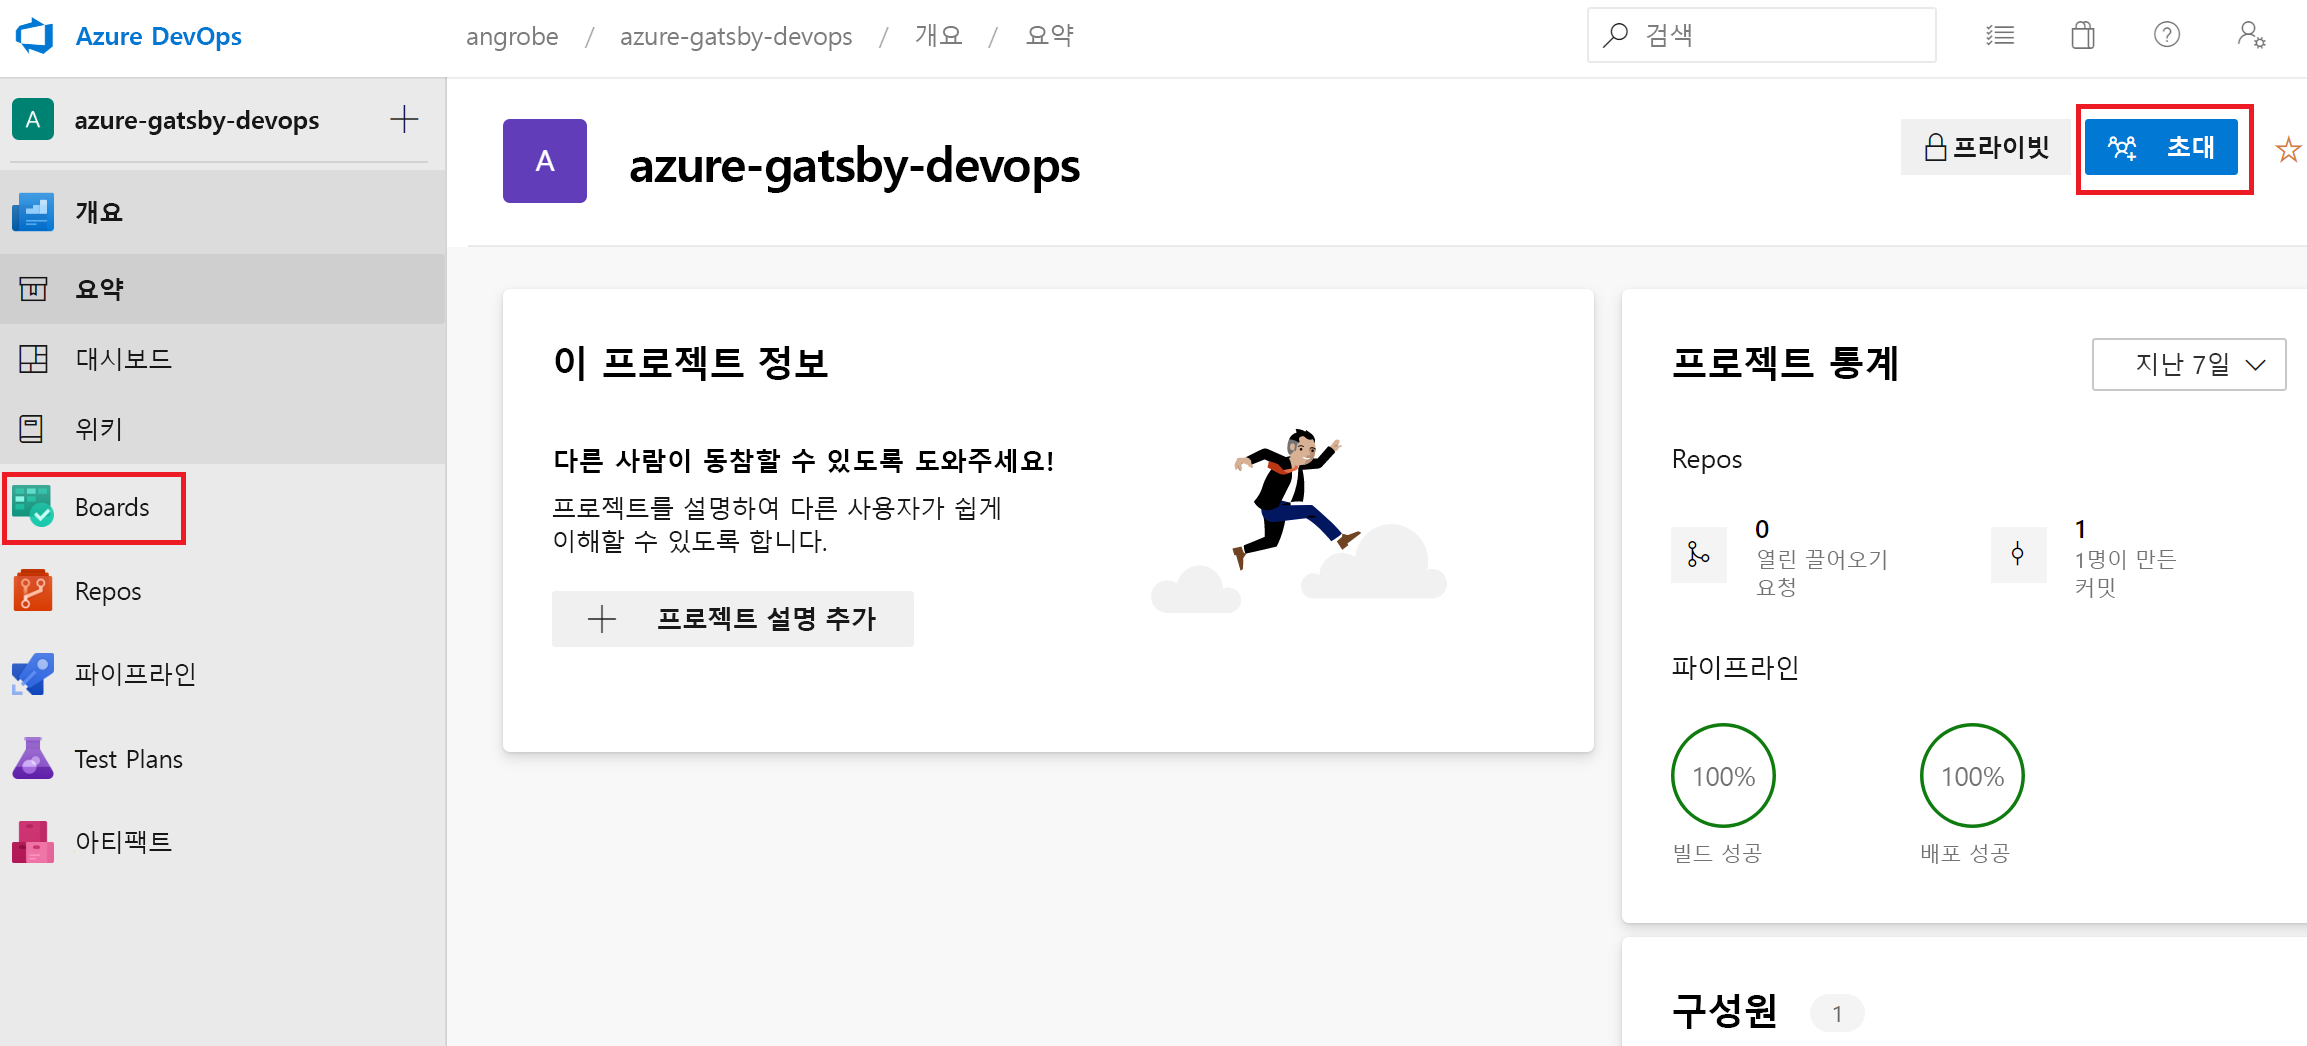 Azure DevOps
angrobe / azure-gatsby-devops / 개요 / 요약
검색
A azure-gatsby-devops
개요
요약
대시보드
위키
Boards
Repos
파이프라인
Test Plans
아티팩트
A azure-gatsby-devops
프라이빗
초대
이 프로젝트 정보
다른 사람이 동참할 수 있도록 도와주세요!
프로젝트를 설명하여 다른 사용자가 쉽게
이해할 수 있도록 합니다.
프로젝트 설명 추가
프로젝트 통계
지난 7일
Repos
0
열린 끌어오기
요청
1
1명이 만든
커밋
파이프라인
100%
빌드 성공
100%
배포 성공
구성원 1